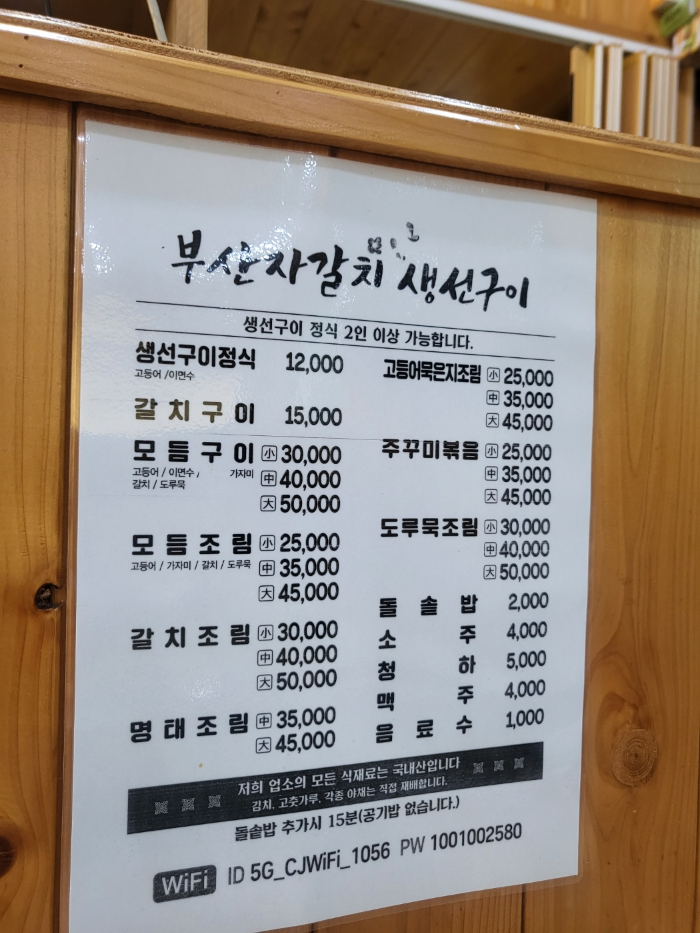 부산자갈치 생선구이
생선구이 정식 2인 이상 가능합니다.
생선구이정식 12,000
고등어 /이면수
갈치구이 15,000
모듬구이 小 30,000
고등어 / 이면수 / 가자미
갈치 / 도루묵
中 40,000
大 50,000
모듬조림 小 25,000
고등어 / 가자미 / 갈치 / 도루묵
中 35,000
大 45,000
갈치조림 小 30,000
中 40,000
大 50,000
명태조림 中 35,000
大 45,000
고등어묵은지조림 小 25,000
中 35,000
大 45,000
주꾸미볶음 小 25,000
中 35,000
大 45,000
도루묵조림 小 30,000
中 40,000
大 50,000
돌솥밥 2,000
소주 4,000
청하 5,000
맥주 4,000
음료수 1,000
저희 업소의 모든 식재료는 국내산입니다
김치, 고춧가루, 각종 야채는 직접 재배합니다.
돌솥밥 추가시 15분(공기밥 없습니다.)
WiFi ID 5G_CJWiFi_1056 PW 1001002580